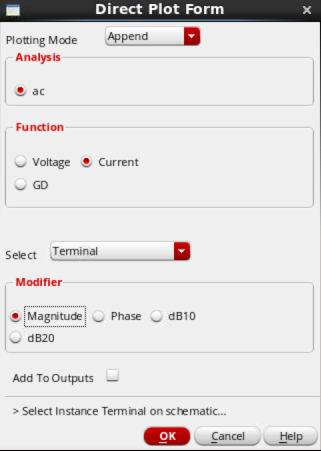 Direct Plot Form
Plotting Mode Append
Analysis
ac
Function
Voltage Current
GD
Select Terminal
Modifier
Magnitude Phase dB10
dB20
Add To Outputs
> Select Instance Terminal on schematic...
OK Cancel Help